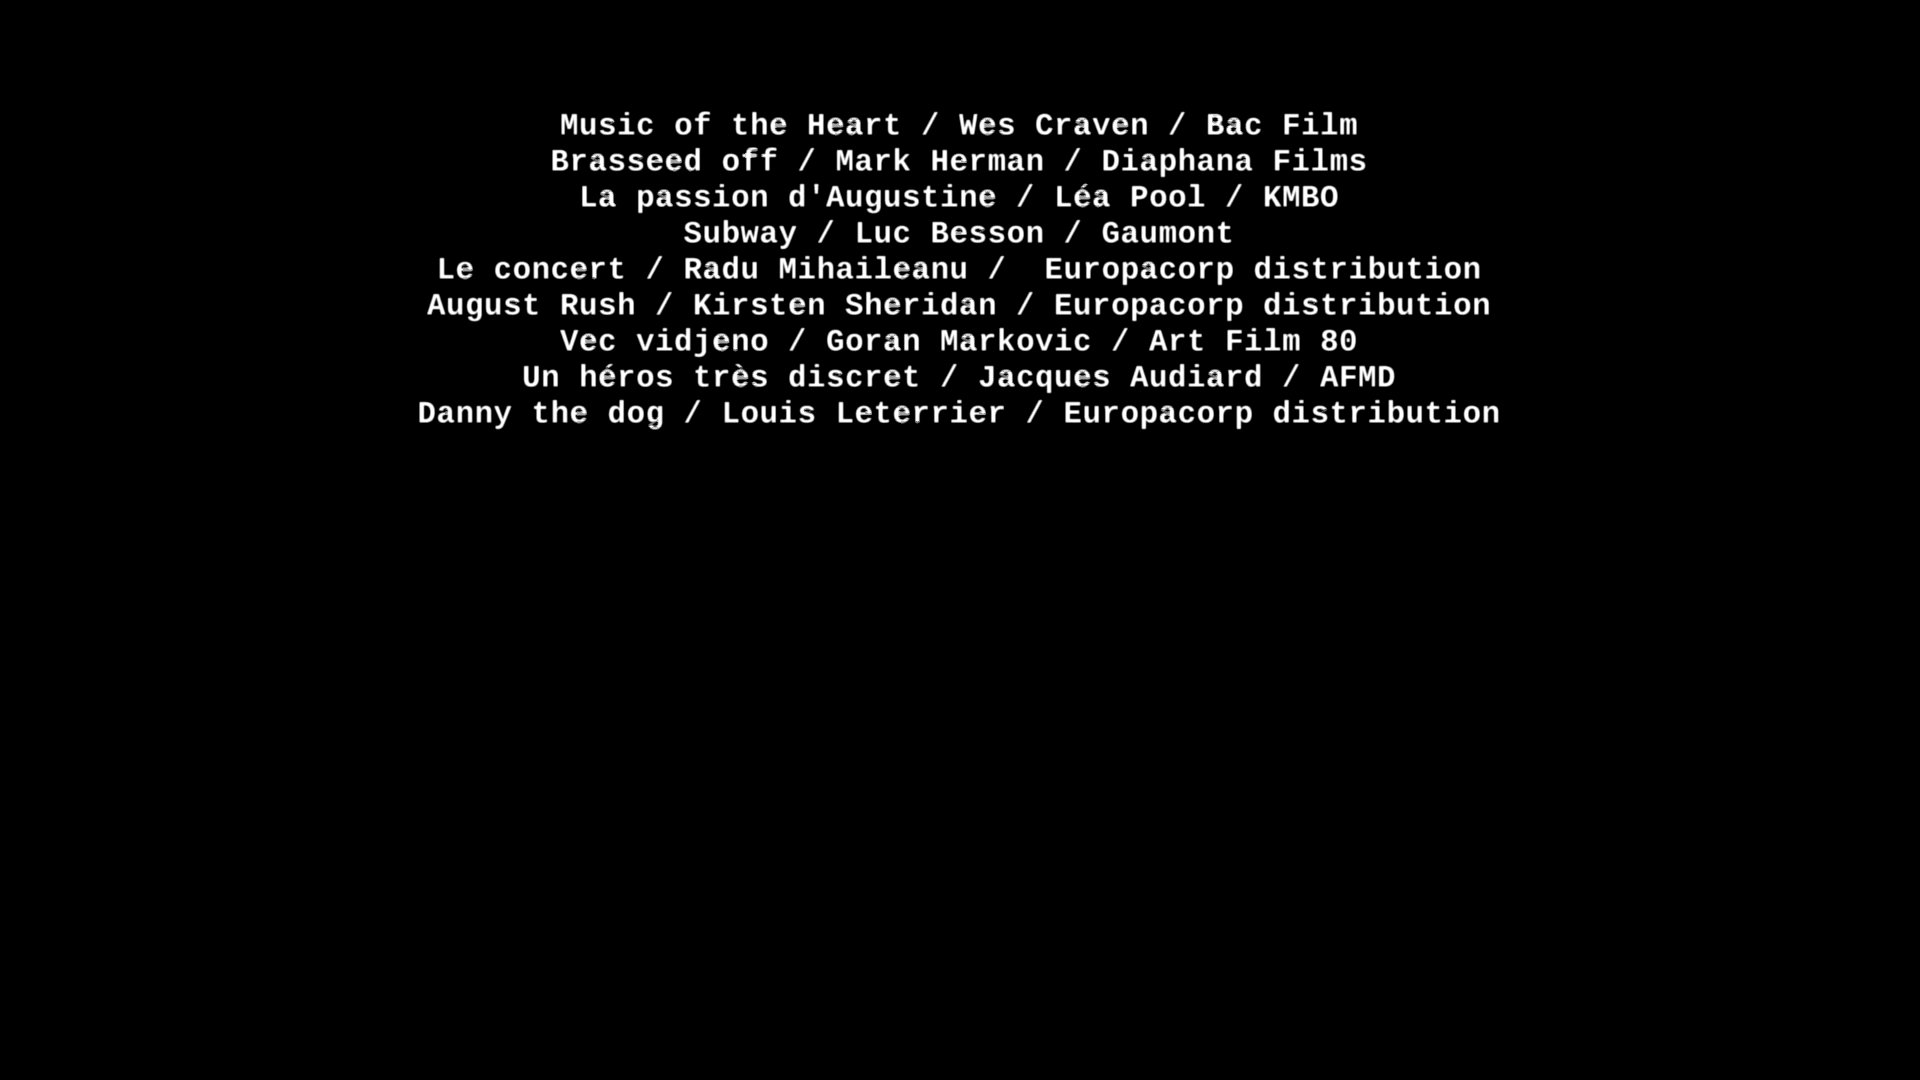 Music of the Heart / Wes Craven / Bac Film
Brasseed off / Mark Herman / Diaphana Films
La passion d'Augustine / Léa Pool / KMBO
Subway / Luc Besson / Gaumont
Le concert / Radu Mihaileanu /  Europacorp distribution
August Rush / Kirsten Sheridan / Europacorp distribution
Vec vidjeno / Goran Markovic / Art Film 80
Un héros très discret / Jacques Audiard / AFMD
Danny the dog / Louis Leterrier / Europacorp distribution